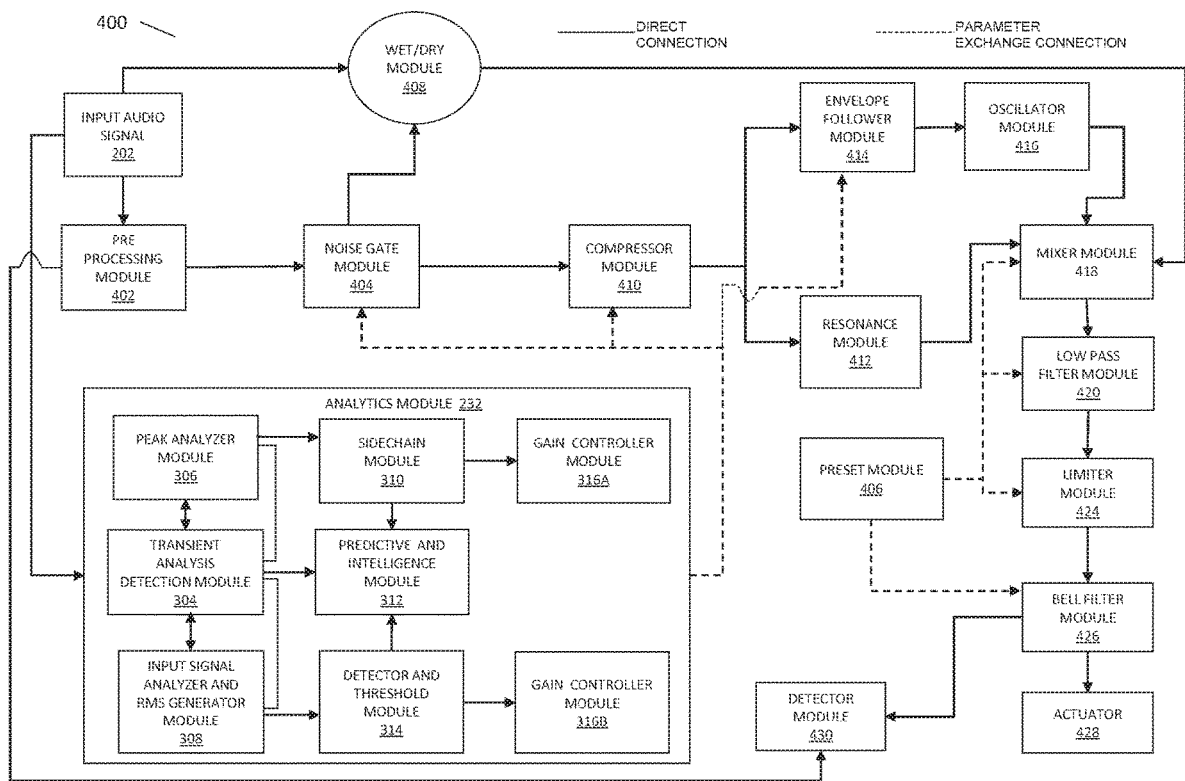 400
DIRECT
CONNECTION
PARAMETER
EXCHANGE CONNECTION
WET/DRY
MODULE
408
INPUT AUDIO
SIGNAL
202
ENVELOPE
FOLLOWER
MODULE
414
OSCILLATOR
MODULE
416
PRE
PROCESSING
MODULE
402
NOISE GATE
MODULE
404
COMPRESSOR
MODULE
410
MIXER MODULE
418
RESONANCE
MODULE
412
LOW PASS
FILTER MODULE
420
ANALYTICS MODULE 232
PEAK ANALYZER
MODULE
306
SIDECHAIN
MODULE
310
GAIN CONTROLLER
MODULE
316A
PRESET MODULE
406
LIMITER
MODULE
424
TRANSIENT
ANALYSIS
DETECTION MODULE
304
PREDICTIVE AND
INTELLIGENCE
MODULE
312
BELL FILTER
MODULE
426
INPUT SIGNAL
ANALYZER AND
RMS GENERATOR
MODULE
308
DETECTOR AND
THRESHOLD
MODULE
314
GAIN CONTROLLER
MODULE
316B
DETECTOR
MODULE
430
ACTUATOR
428